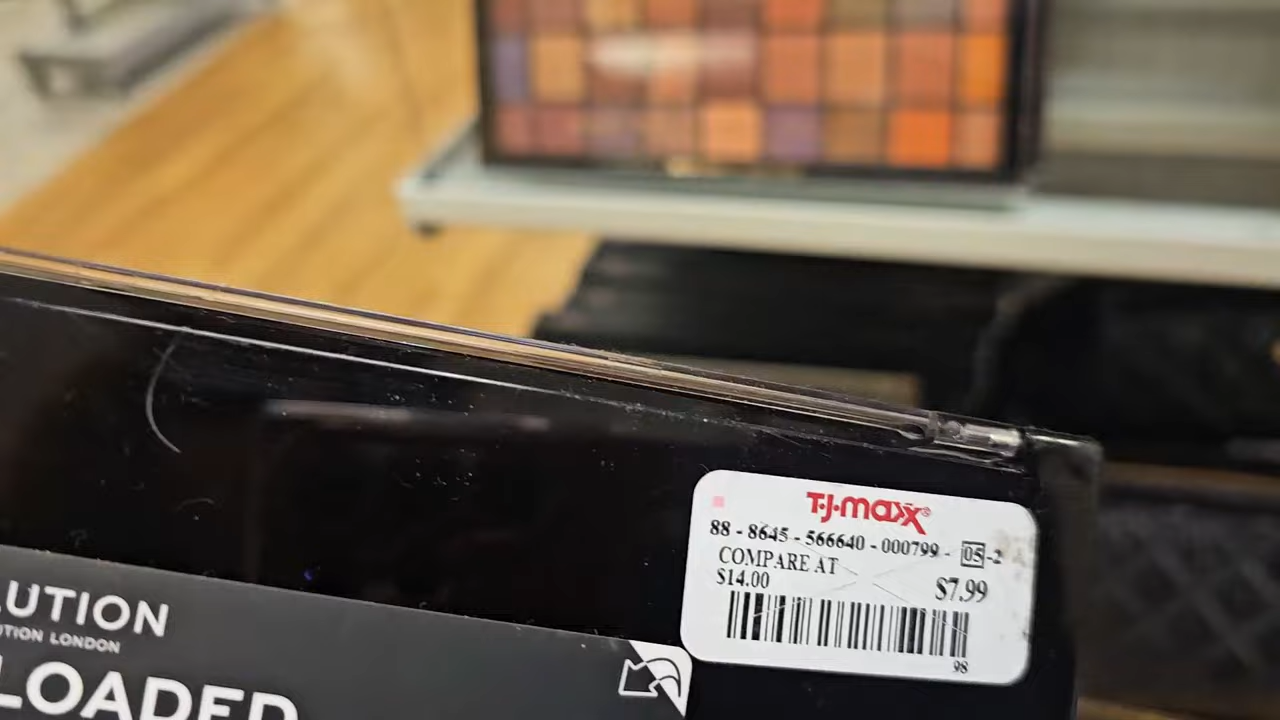 T·J·maxx®
88 - 8645 - 566640 - 000799 - 05 -2
COMPARE AT
$14.00
$7.99
98
LUTION
UTION LONDON
LOADED